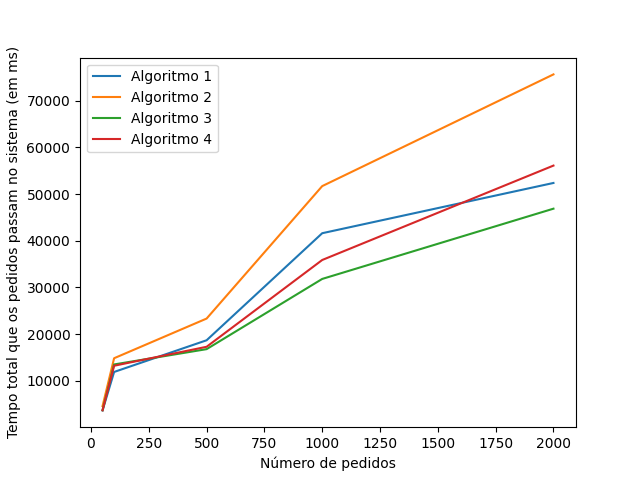 Algoritmo 1
Algoritmo 2
Algoritmo 3
Algoritmo 4
Tempo total que os pedidos passam no sistema (em ms)
70000
60000
50000
40000
30000
20000
10000
0 250 500 750 1000 1250 1500 1750 2000
Número de pedidos